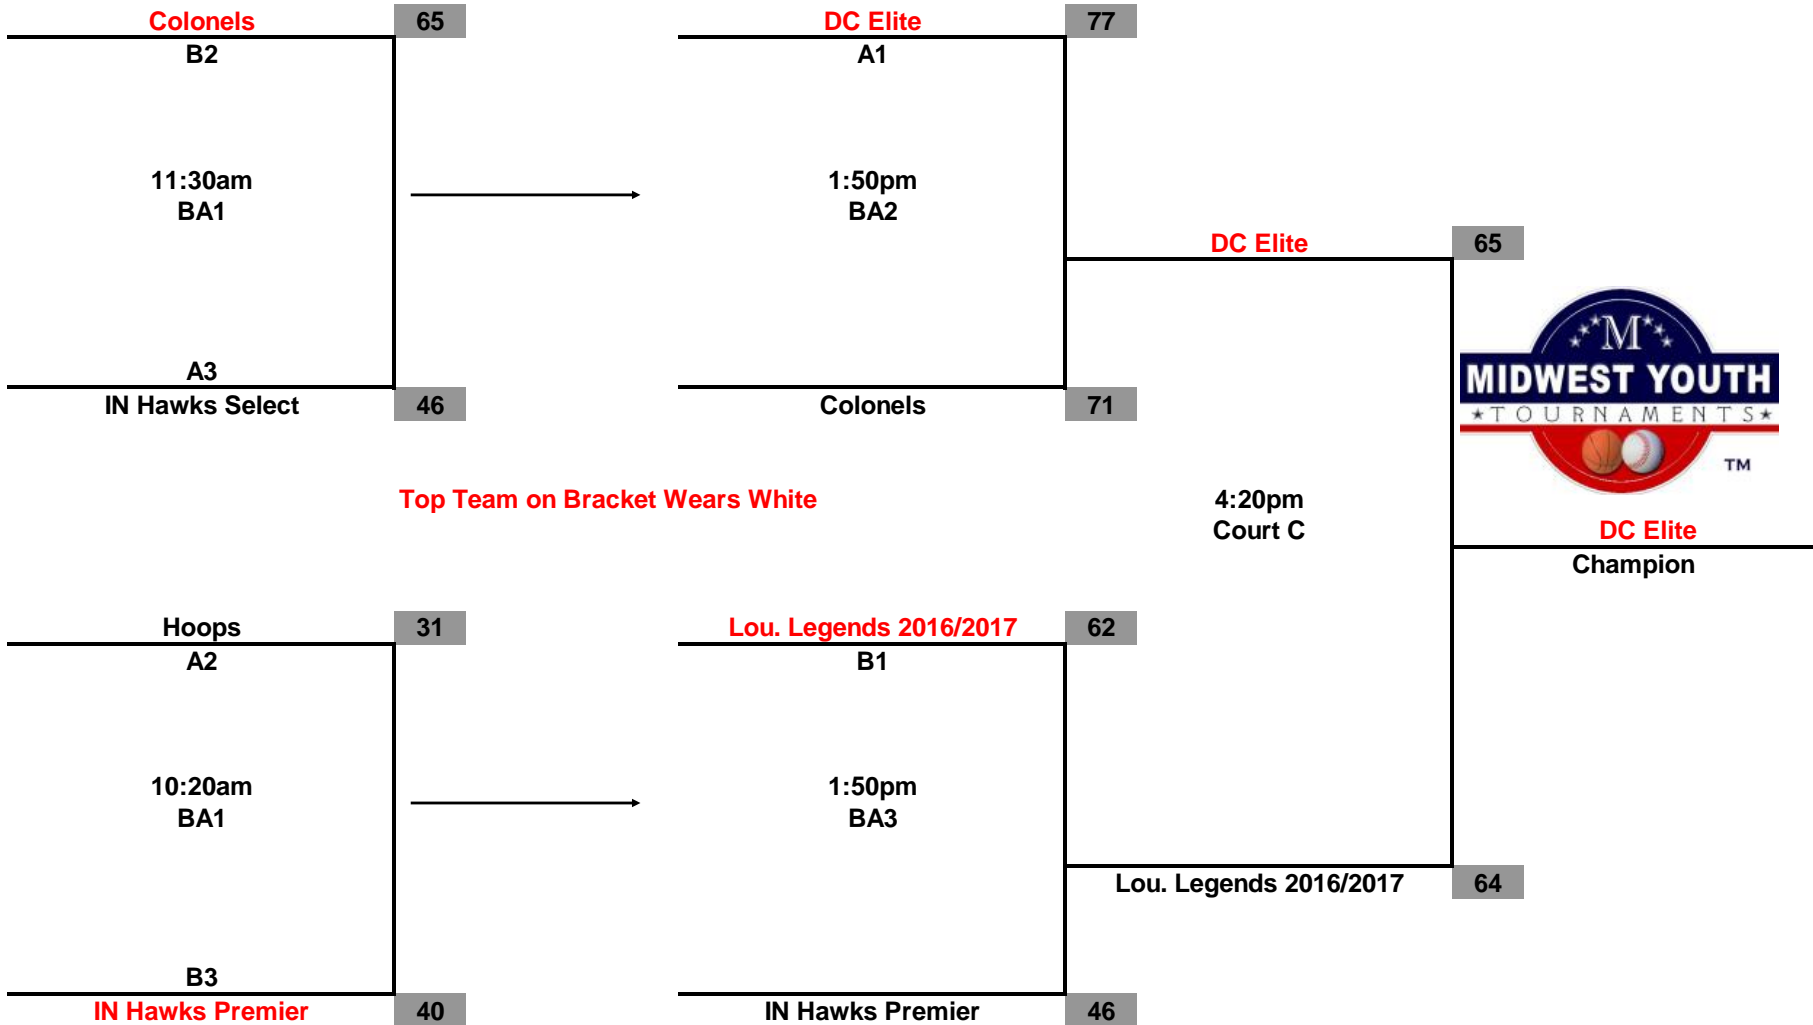 Colonels 65 DC Elite 77
B2 A1
11:30am 1:50pm
BA1 BA2
DC Elite 65
M
A3 MIDWEST YOUTH
IN Hawks Select 46 Colonels 71 TOURNAMENTS
TM
Top Team on Bracket Wears White 4:20pm
Court C DC Elite
Champion
Hoops 31 Lou. Legends 2016/2017 62
A2 B1
10:20am 1:50pm
BA1 BA3
Lou. Legends 2016/2017 64
B3
IN Hawks Premier 40 IN Hawks Premier 46